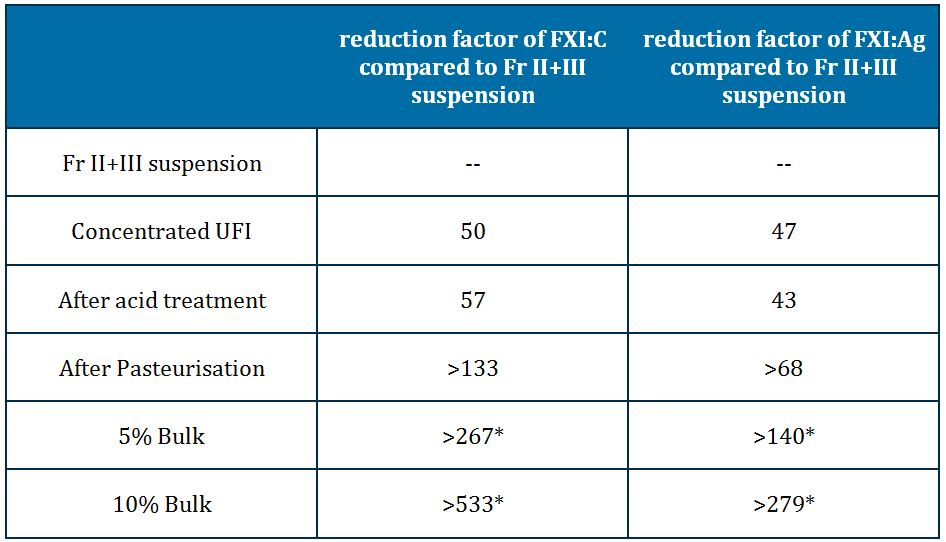 reduction factor of FXI:C
compared to Fr II+III
suspension
reduction factor of FXI:Ag
compared to Fr II+III
suspension
Fr II+III suspension -- --
Concentrated UFI 50 47
After acid treatment 57 43
After Pasteurisation >133 >68
5% Bulk >267* >140*
10% Bulk >533* >279*